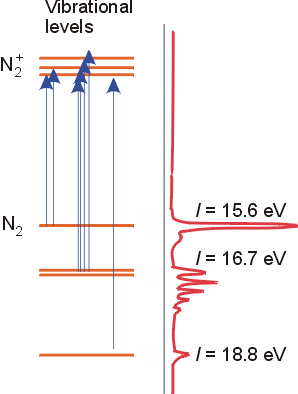 Vibrational
levels
N₂⁺
N₂
I = 15.6 eV
I = 16.7 eV
I = 18.8 eV